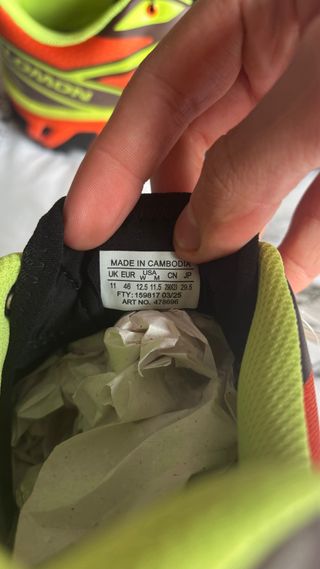 SALOMON
MADE IN CAMBODIA
UK EUR USA W M CN JP
11 46 12.5 11.5 290(2) 29.5
FTY: 159817 03/25
ART NO. 478696